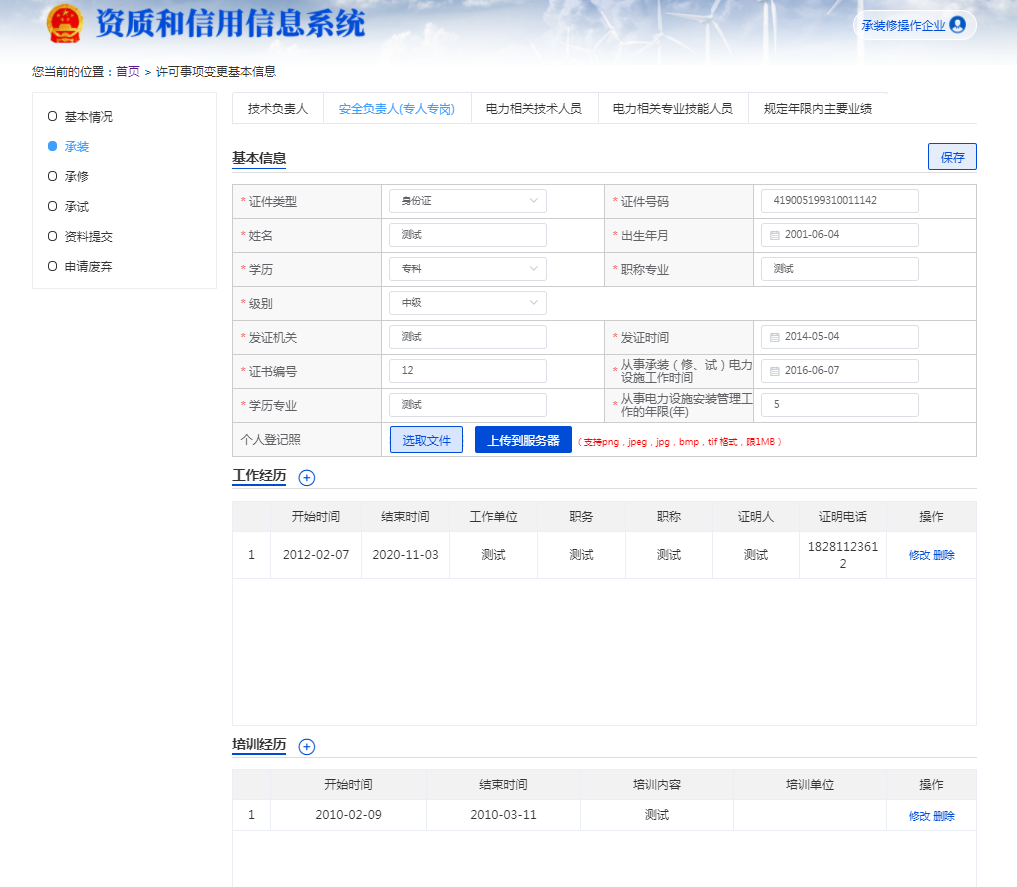 资质和信用信息系统
承装修操作企业
您当前的位置：首页 > 许可事项变更基本信息
基本情况
承装
承修
承试
资料提交
申请废弃
技术负责人 安全负责人(专人专岗) 电力相关技术人员 电力相关专业技能人员 规定年限内主要业绩
基本信息 保存
*证件类型 身份证 *证件号码 419005199310011142
*姓名 测试 *出生年月 2001-06-04
*学历 专科 *职称专业 测试
*级别 中级
*发证机关 测试 *发证时间 2014-05-04
*证书编号 12 *从事承装（修、试）电力
设施工作时间 2016-06-07
*学历专业 测试 *从事电力设施安装管理工
作的年限(年) 5
个人登记照 选取文件 上传到服务器 （支持png，jpeg，jpg，bmp，tif 格式，限1MB）
工作经历
开始时间 结束时间 工作单位 职务 职称 证明人 证明电话 操作
1 2012-02-07 2020-11-03 测试 测试 测试 测试 1828112361
2 修改 删除
培训经历
开始时间 结束时间 培训内容 培训单位 操作
1 2010-02-09 2010-03-11 测试 修改 删除